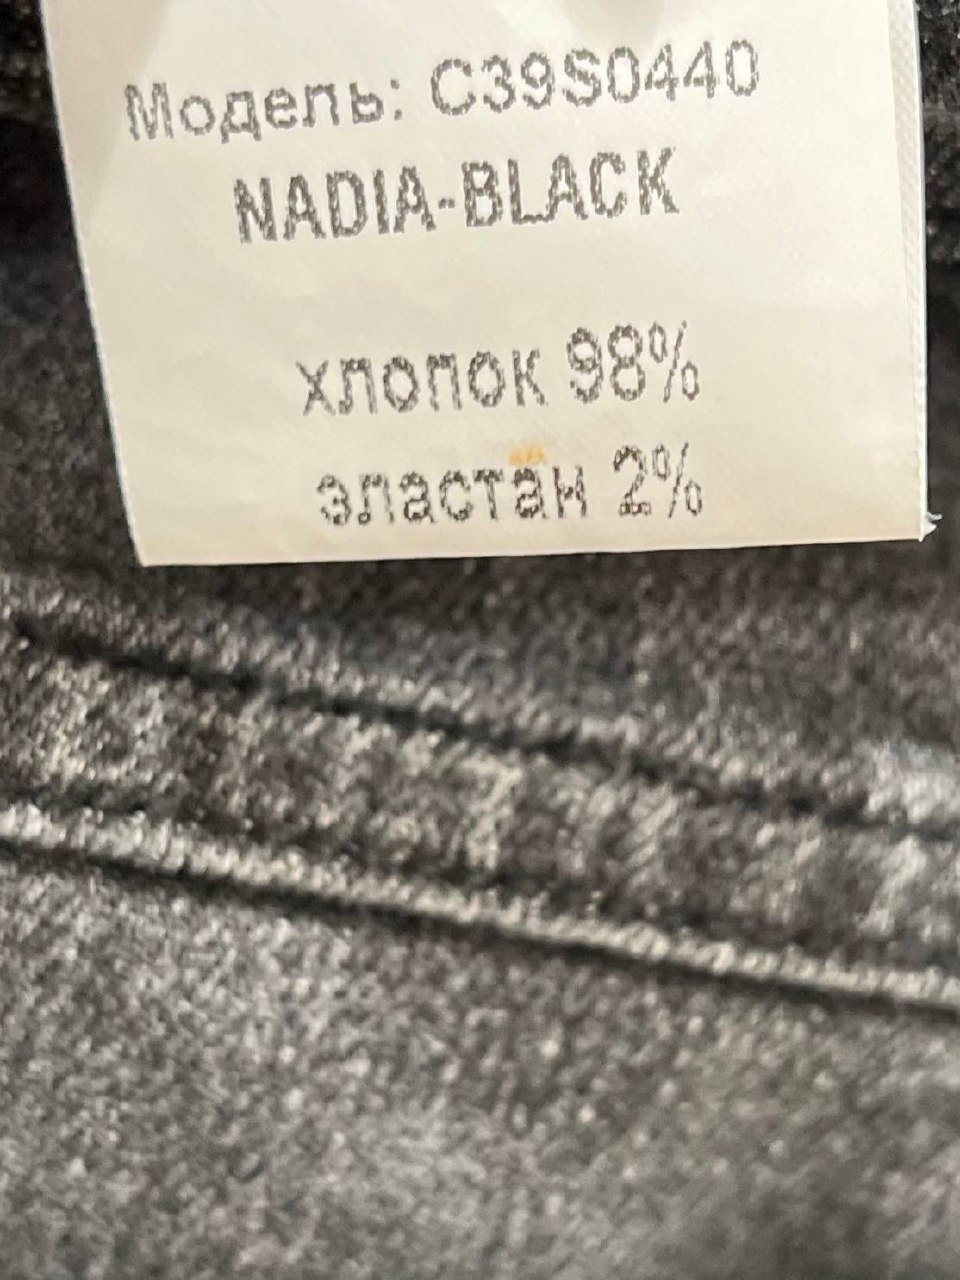 Модель: C39S0440
NADIA-BLACK
хлопок 98%
эластан 2%